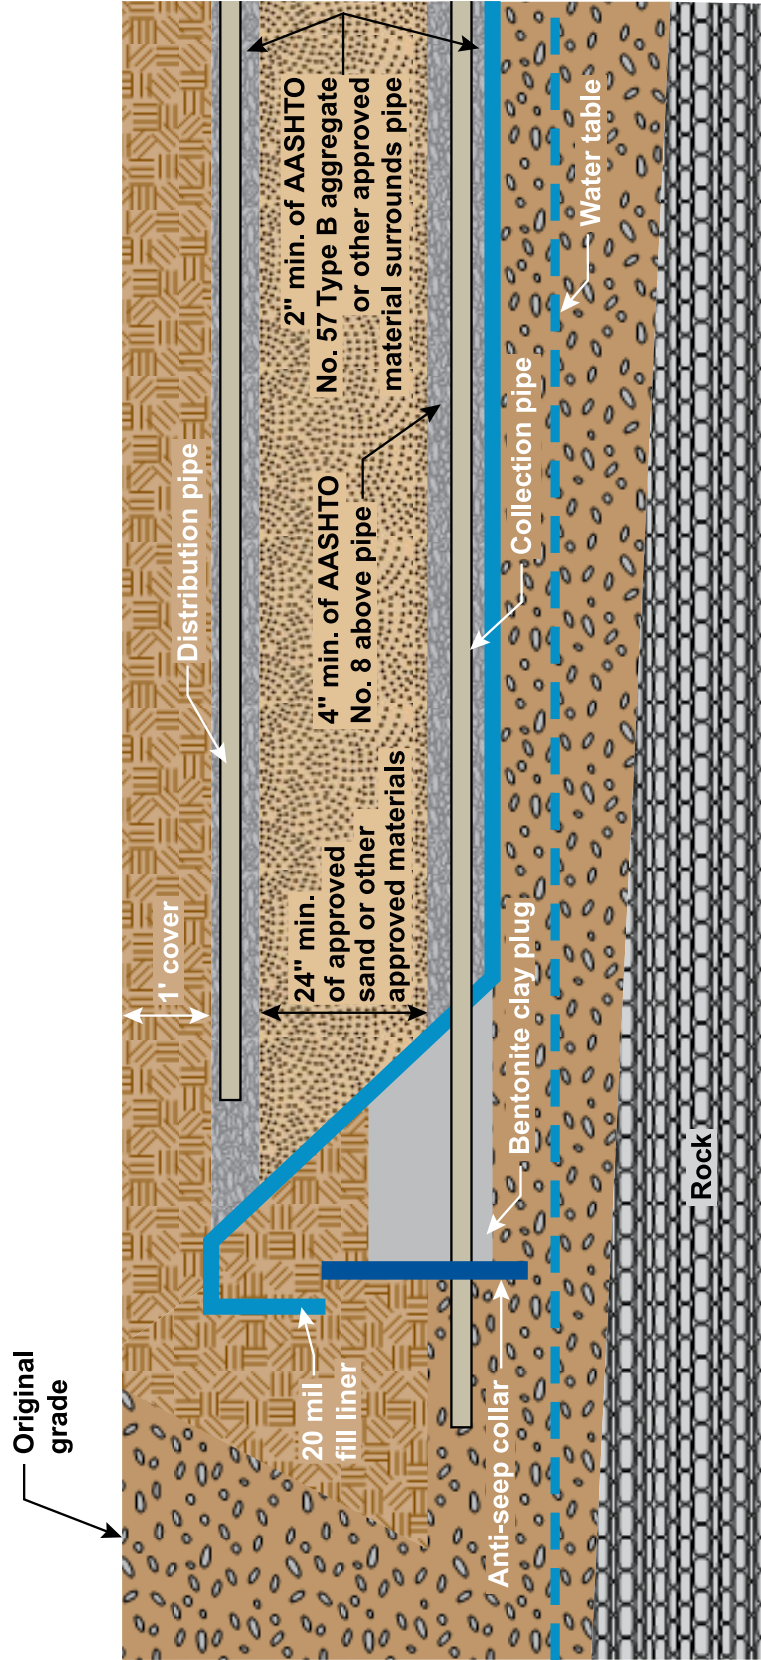 Original
grade
1' cover
Distribution pipe
2" min. of AASHTO
No. 57 Type B aggregate
or other approved
material surrounds pipe
4" min. of AASHTO
No. 8 above pipe
24" min.
of approved
sand or other
approved materials
20 mil
fill liner
Anti-seep collar
Bentonite clay plug
Collection pipe
Water table
Rock